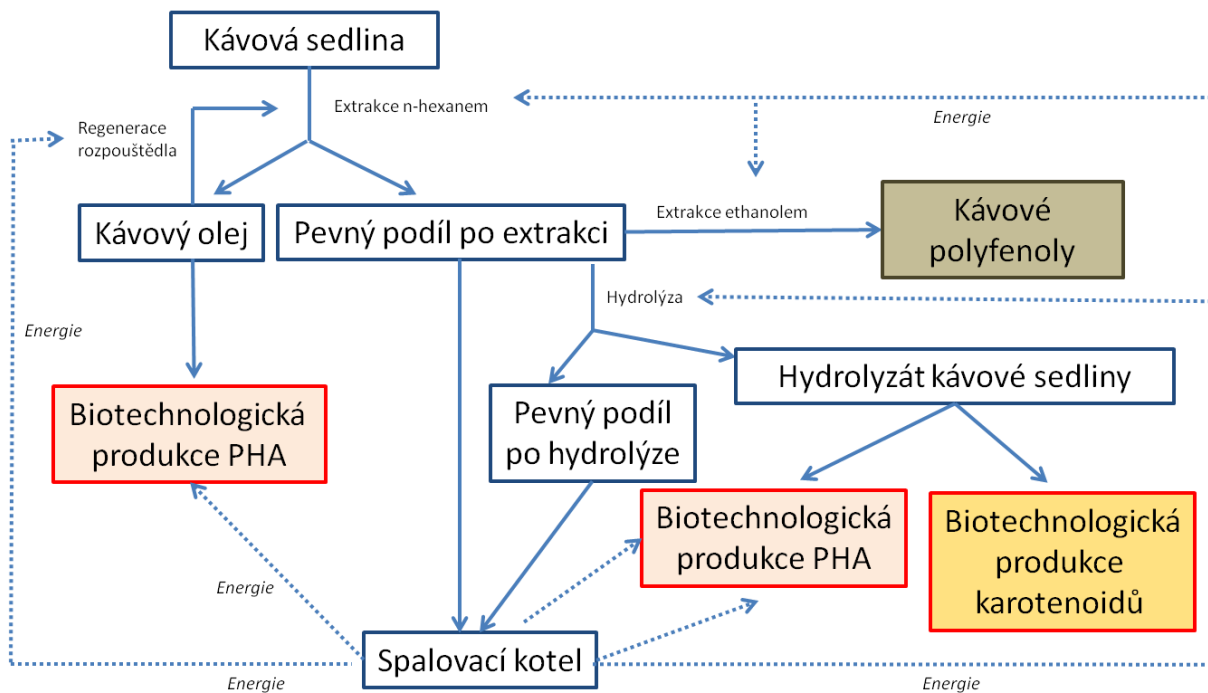 Kávová sedlina
Extrakce n-hexanem
Energie
Regenerace
rozpouštědla
Kávový olej
Pevný podíl po extrakci
Extrakce ethanolem
Kávové
polyfenoly
Hydrolýza
Energie
Hydrolyzát kávové sedliny
Biotechnologická
produkce PHA
Pevný podíl
po hydrolýze
Biotechnologická
produkce PHA
Biotechnologická
produkce
karotenoidů
Energie
Spalovací kotel
Energie
Energie